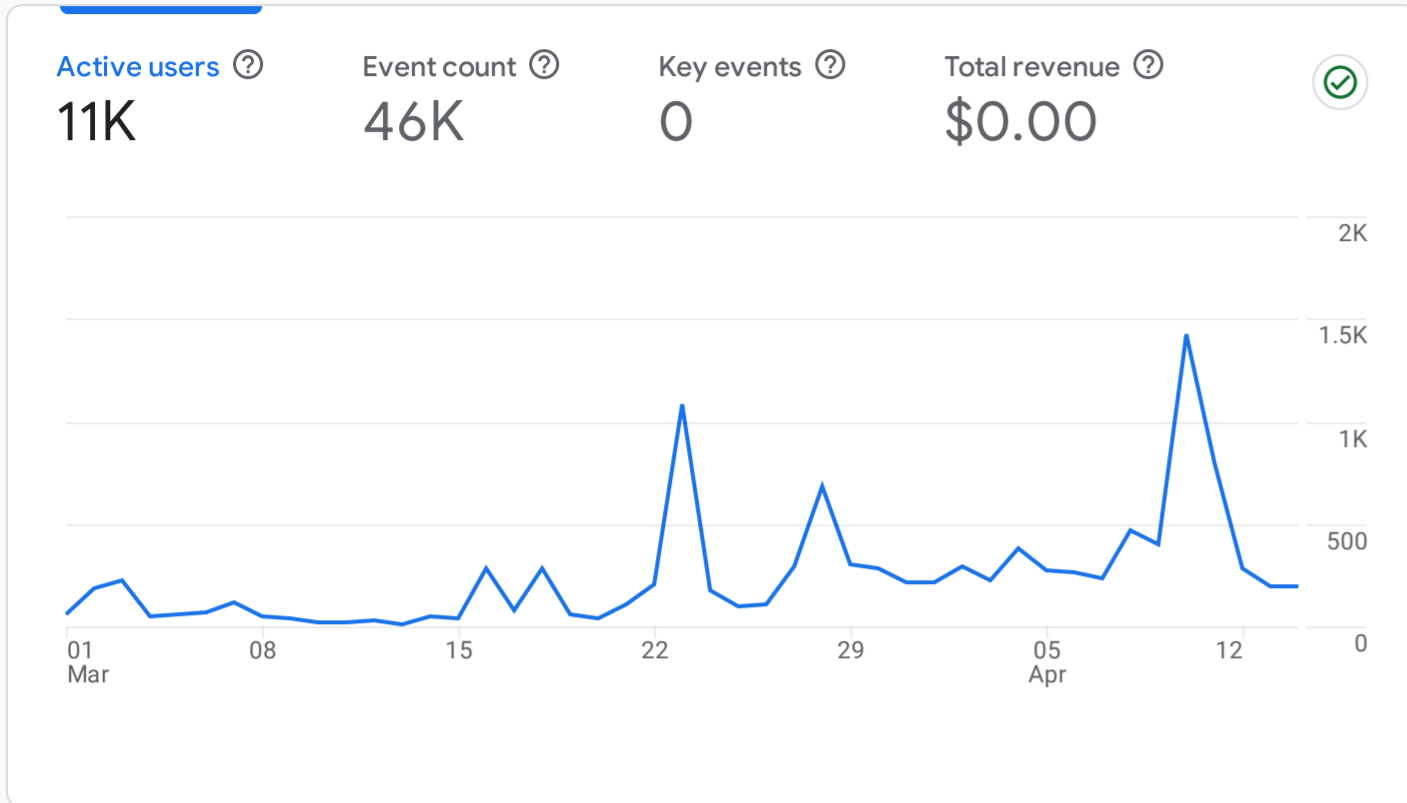 Active users Event count Key events Total revenue
11K 46K 0 $0.00
2K
1.5K
1K
500
0
01 08 15 22 29 05 12
Mar Apr